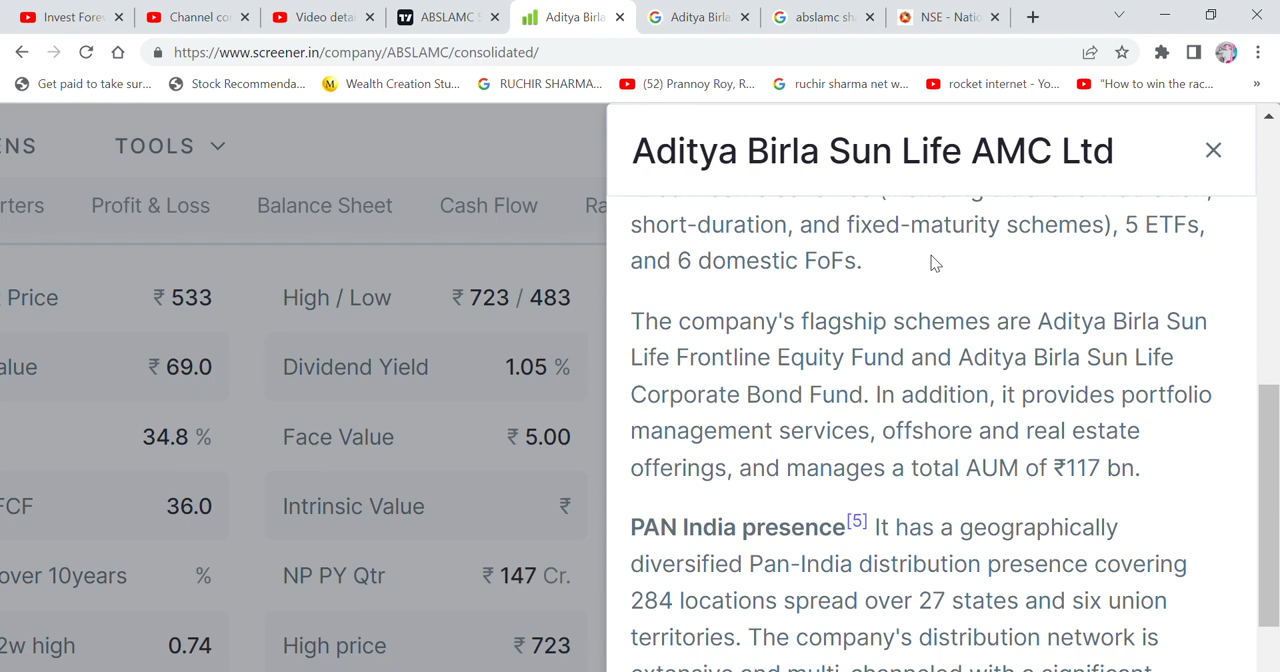 Invest Fore
Channel co
Video detai
ABSLAMC S
Aditya Birla
Aditya Birla
abslamc sh
NSE - Natio
https://www.screener.in/company/ABSLAMC/consolidated/
Get paid to take sur...
Stock Recommenda...
Wealth Creation Stu...
RUCHIR SHARMA...
(52) Prannoy Roy, R...
ruchir sharma net w...
rocket internet - Yo...
"How to win the rac...
»
ENS
TOOLS
rters
Profit & Loss
Balance Sheet
Cash Flow
Ra
Price
₹ 533
High / Low
₹ 723 / 483
alue
₹ 69.0
Dividend Yield
1.05 %
34.8 %
Face Value
₹ 5.00
FCF
36.0
Intrinsic Value
₹
over 10years
%
NP PY Qtr
₹ 147 Cr.
2w high
0.74
High price
₹ 723
Aditya Birla Sun Life AMC Ltd
short-duration, and fixed-maturity schemes), 5 ETFs,
and 6 domestic FoFs.
The company's flagship schemes are Aditya Birla Sun
Life Frontline Equity Fund and Aditya Birla Sun Life
Corporate Bond Fund. In addition, it provides portfolio
management services, offshore and real estate
offerings, and manages a total AUM of ₹117 bn.
PAN India presence[5] It has a geographically
diversified Pan-India distribution presence covering
284 locations spread over 27 states and six union
territories. The company's distribution network is
extensive and multi-channeled with a significant